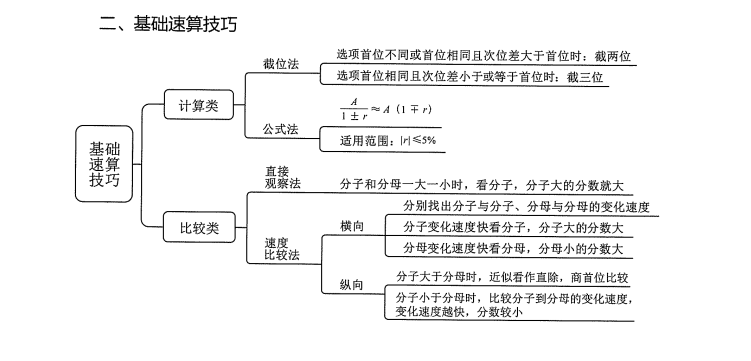 二、基础速算技巧
基础
速算
技巧
计算类
截位法
选项首位不同或首位相同且次位差大于首位时：截两位
选项首位相同且次位差小于或等于首位时：截三位
公式法
A/(1±r)≈A（1∓r）
适用范围：|r|≤5%
比较类
直接
观察法
分子和分母一大一小时，看分子，分子大的分数就大
速度
比较法
横向
分别找出分子与分子、分母与分母的变化速度
分子变化速度快看分子，分子大的分数大
分母变化速度快看分母，分母小的分数大
纵向
分子大于分母时，近似看作直除，商首位比较
分子小于分母时，比较分子到分母的变化速度，
变化速度越快，分数较小